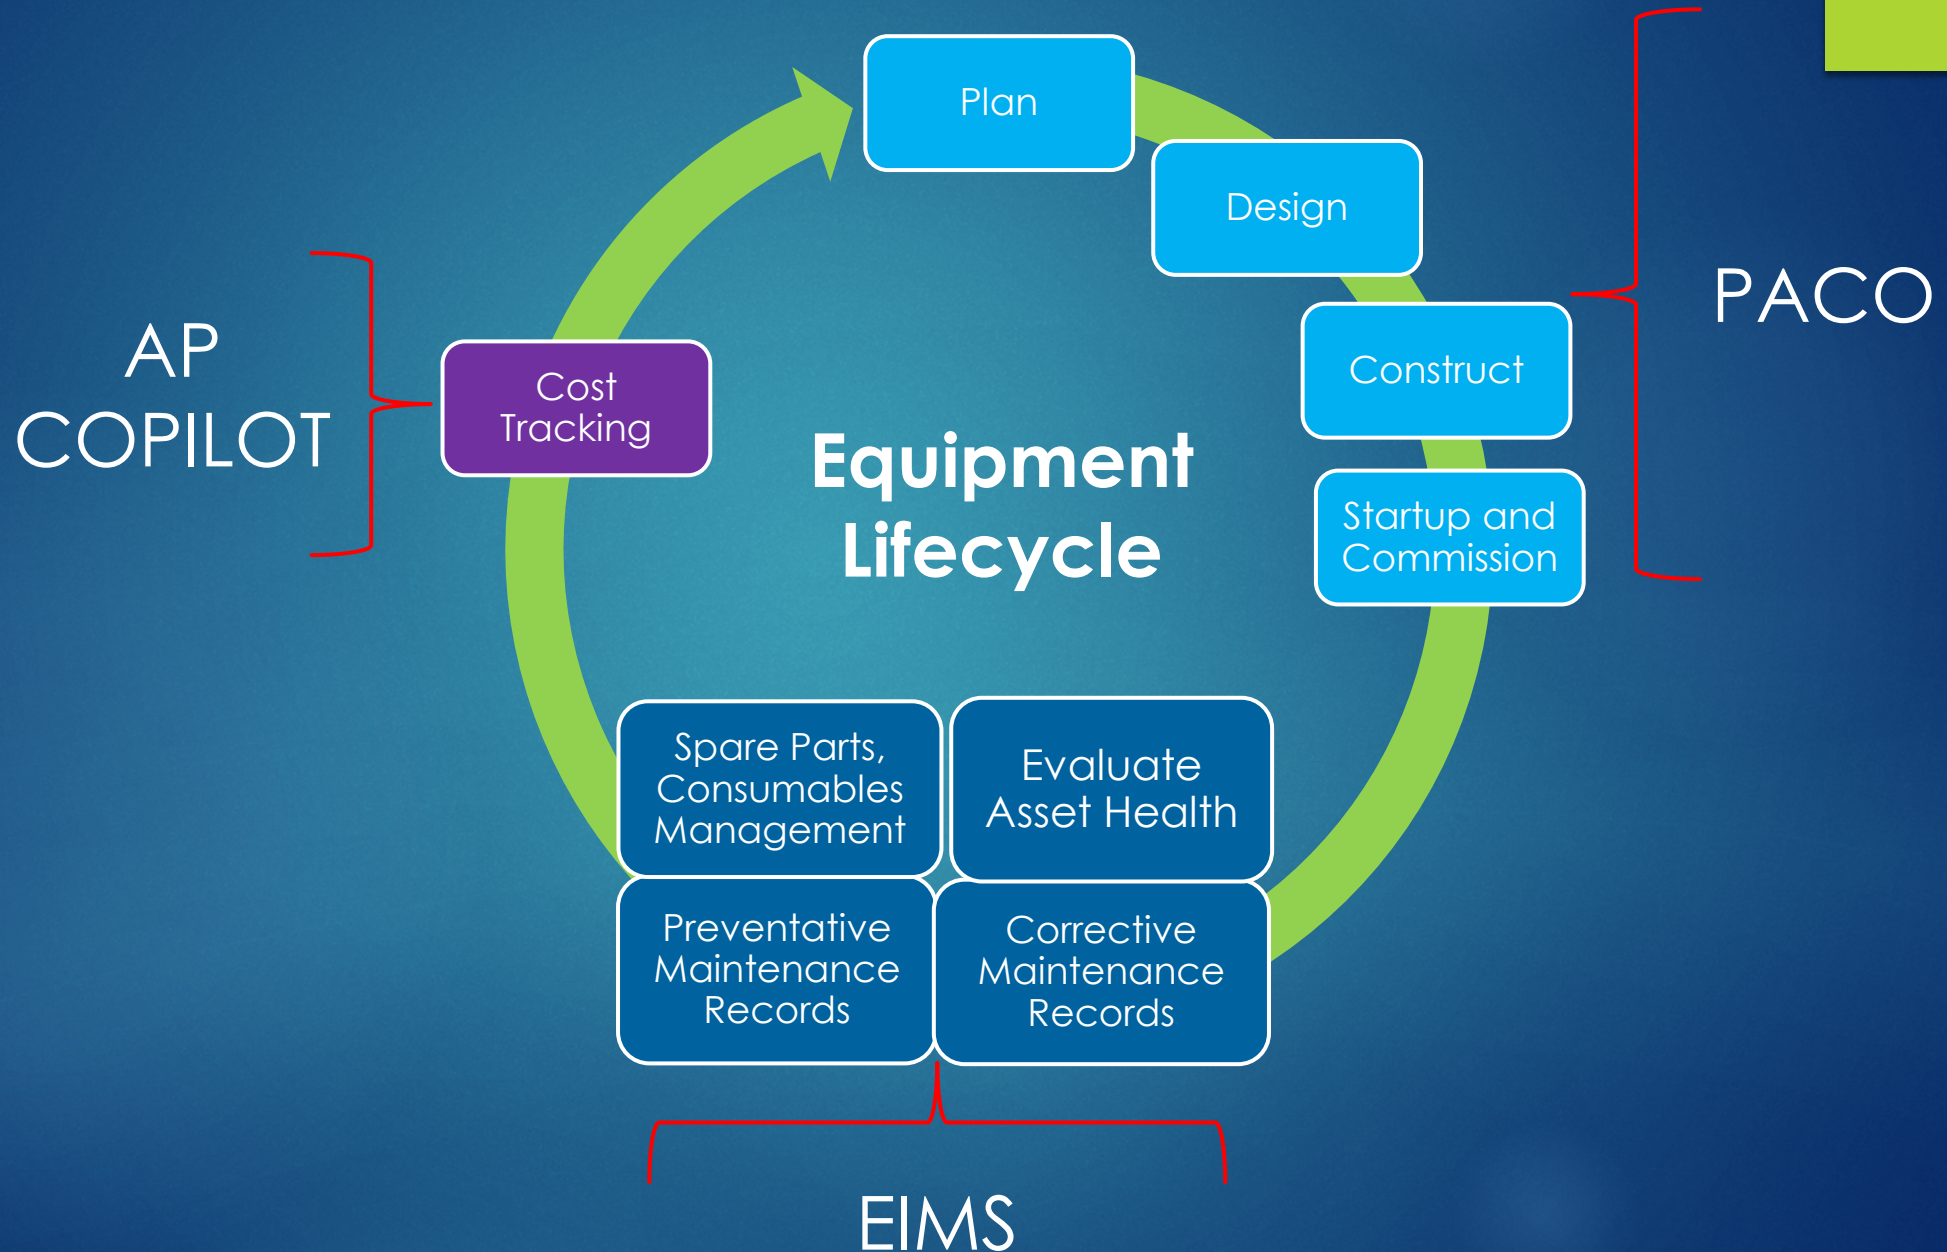 Plan
Design
Construct
Startup and
Commission
PACO
Equipment
Lifecycle
Evaluate
Asset Health
Corrective
Maintenance
Records
Preventative
Maintenance
Records
Spare Parts,
Consumables
Management
EIMS
Cost
Tracking
AP
COPILOT